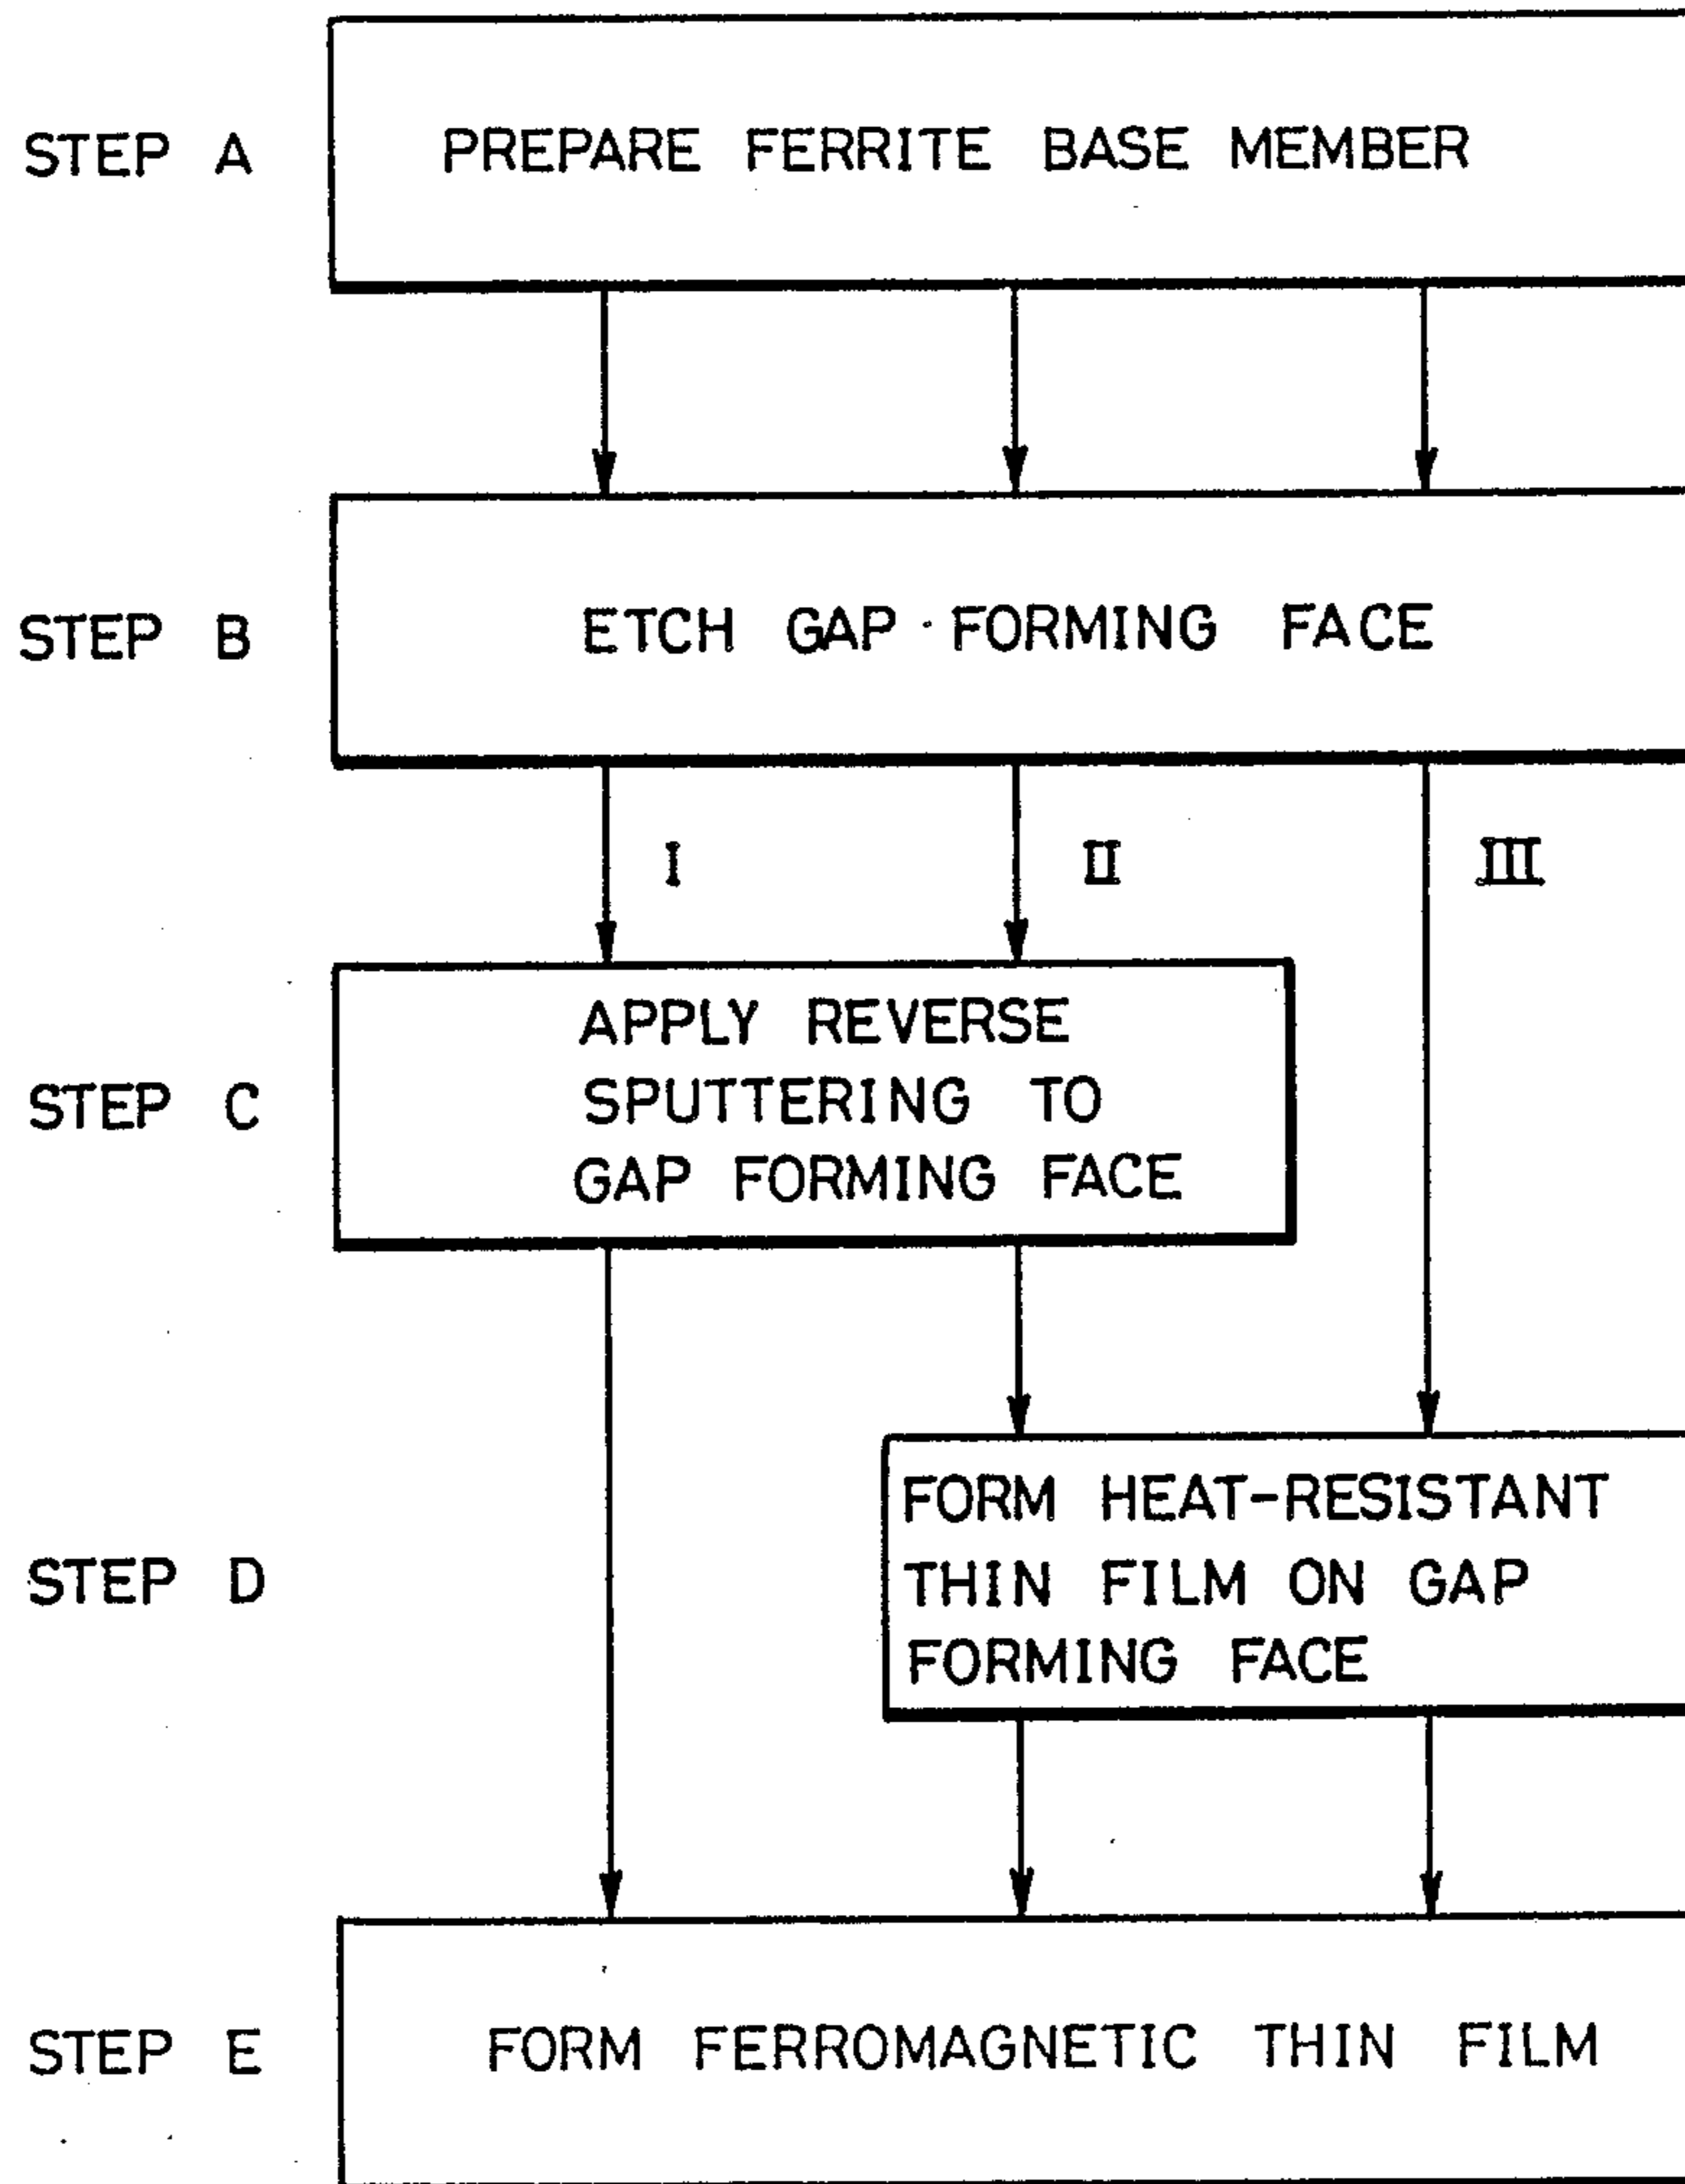 STEP A
PREPARE FERRITE BASE MEMBER
STEP B
ETCH GAP FORMING FACE
I
II
III
STEP C
APPLY REVERSE
SPUTTERING TO
GAP FORMING FACE
STEP D
FORM HEAT-RESISTANT
THIN FILM ON GAP
FORMING FACE
STEP E
FORM FERROMAGNETIC THIN FILM